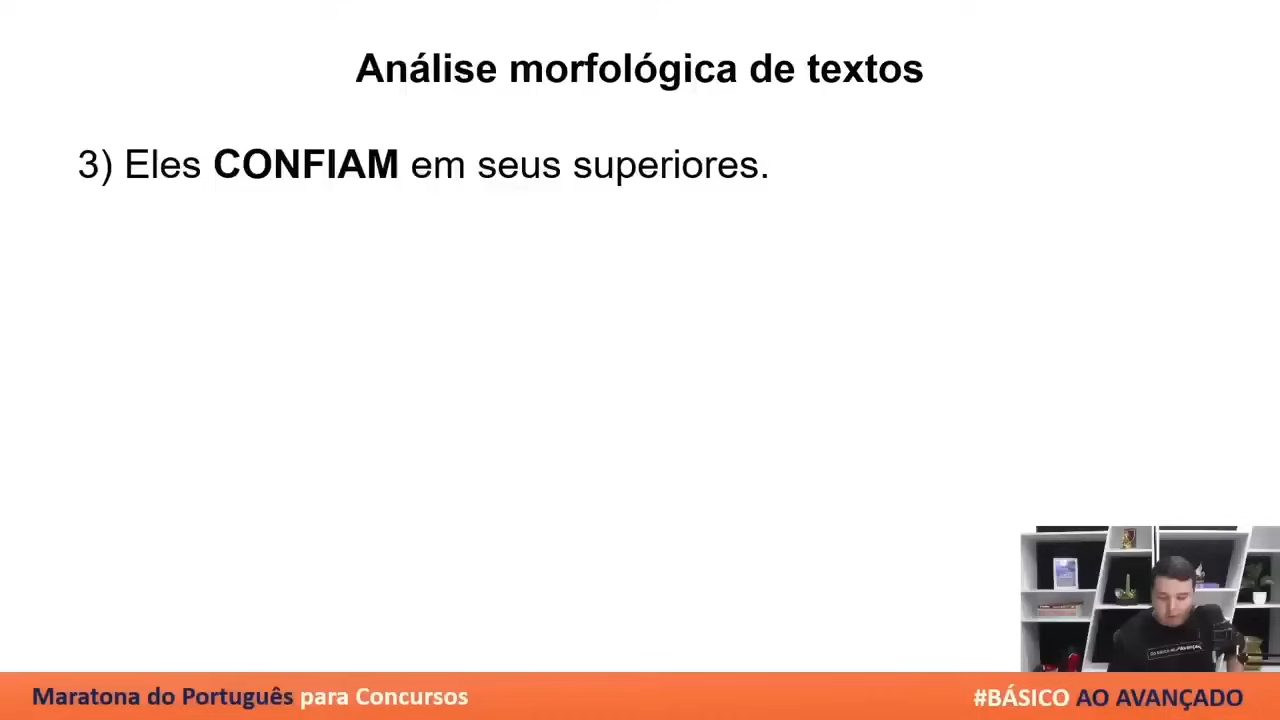 Análise morfológica de textos
3) Eles CONFIAM em seus superiores.
Maratona do Português para Concursos
#BÁSICO AO AVANÇADO